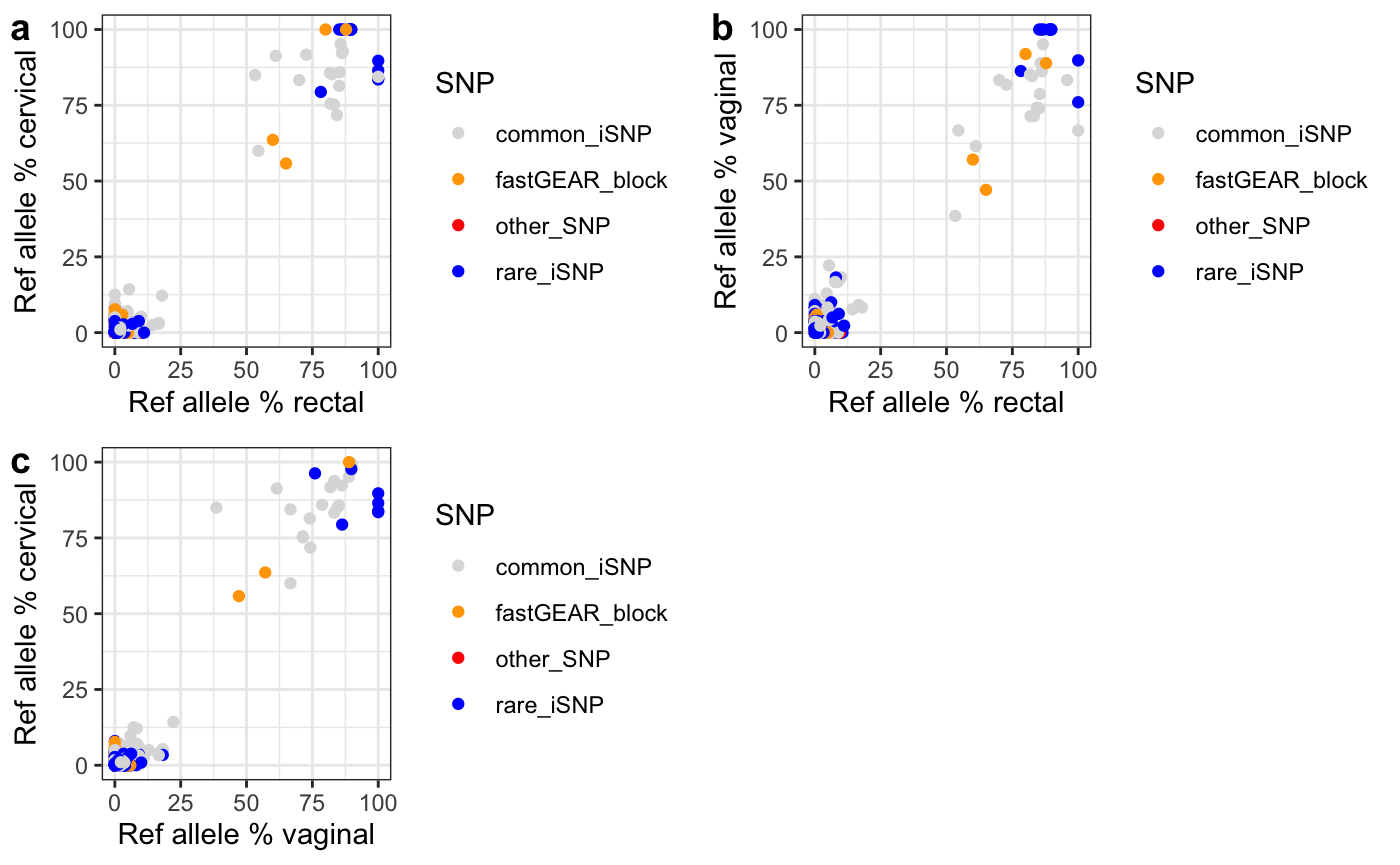 a
Ref allele % cervical
100
75
50
25
0
0 25 50 75 100
Ref allele % rectal
SNP
common_iSNP
fastGEAR_block
other_SNP
rare_iSNP
b
Ref allele % vaginal
100
75
50
25
0
0 25 50 75 100
Ref allele % rectal
SNP
common_iSNP
fastGEAR_block
other_SNP
rare_iSNP
c
Ref allele % cervical
100
75
50
25
0
0 25 50 75 100
Ref allele % vaginal
SNP
common_iSNP
fastGEAR_block
other_SNP
rare_iSNP